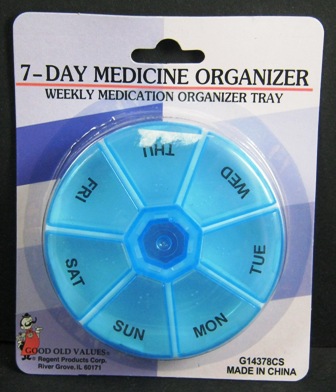 7-DAY MEDICINE ORGANIZER
WEEKLY MEDICATION ORGANIZER TRAY
THU
WED
TUE
MON
SUN
SAT
FRI
GOOD OLD VALUES®
® Regent Products Corp.
River Grove, IL 60171
G14378CS
MADE IN CHINA